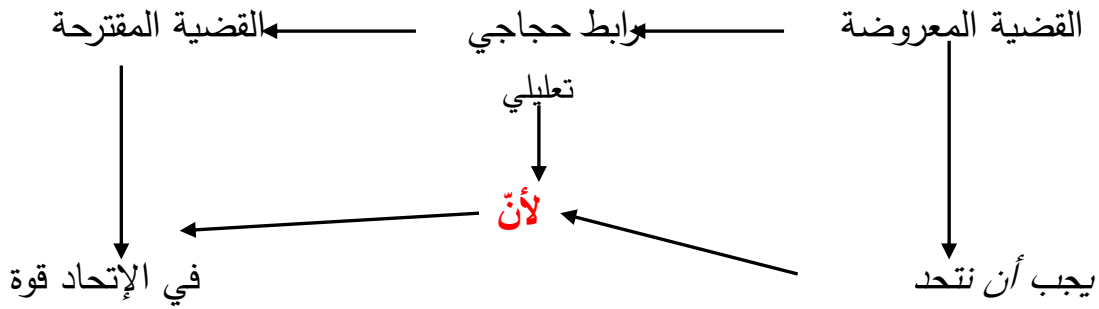 القضية المعروضة رابط حجاجي القضية المقترحة
تعليلي
لأنّ
يجب أن نتحد في الإتحاد قوة